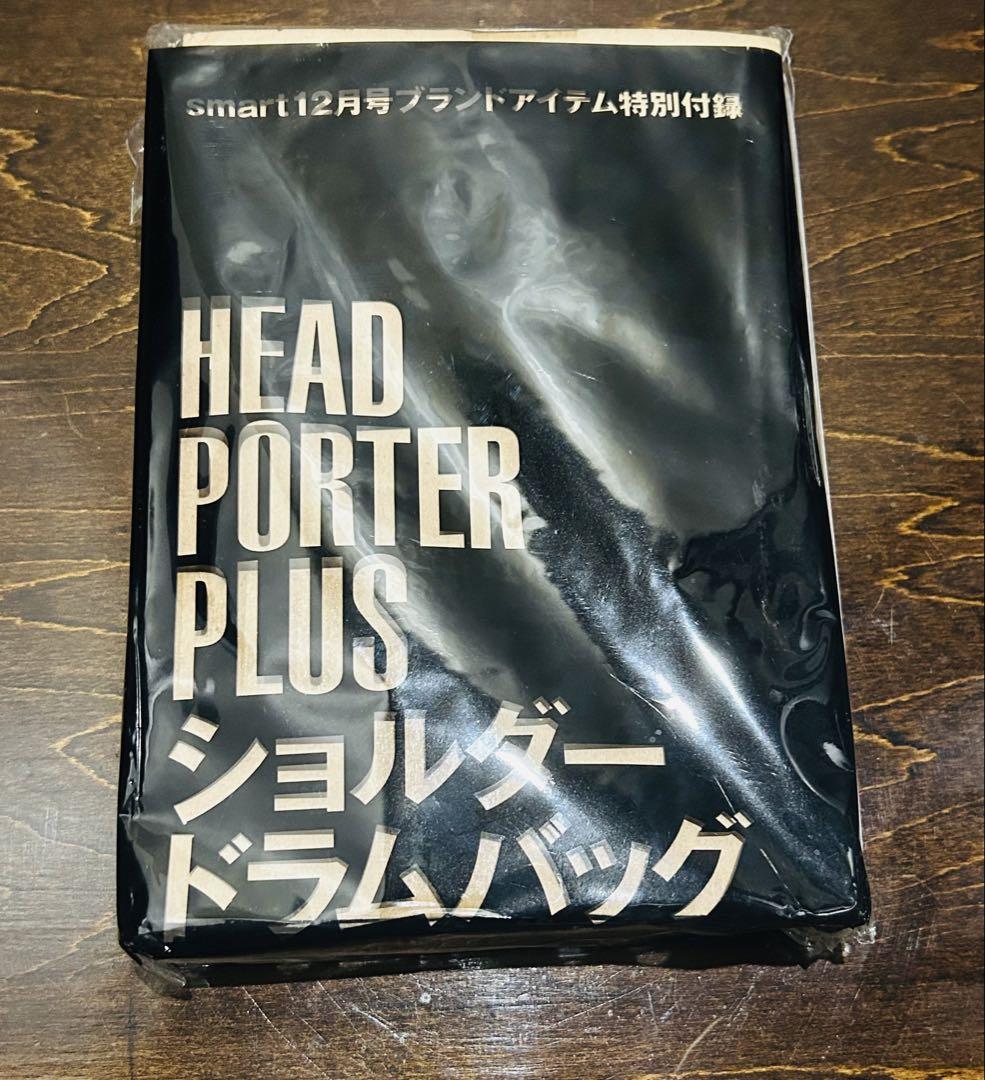 smart12月号ブランドアイテム特別付録
HEAD
PORTER
PLUS
ショルダー
ドラムバッグ